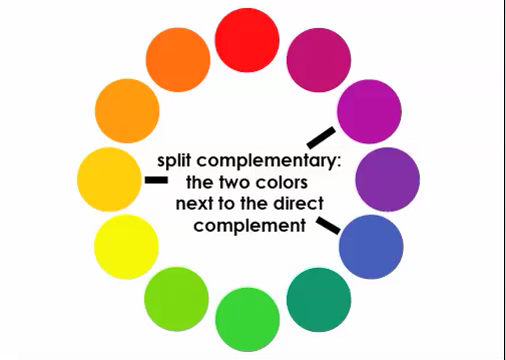 split complementary:
the two colors
next to the direct
complement